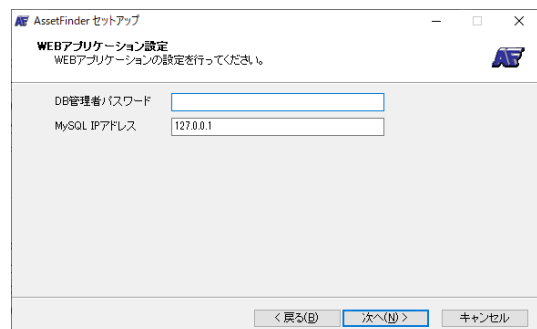 AF AssetFinder セットアップ
WEBアプリケーション設定
WEBアプリケーションの設定を行ってください。
AF
DB管理者パスワード
MySQL IPアドレス 127.0.0.1
< 戻る(B) 次へ(N) > キャンセル